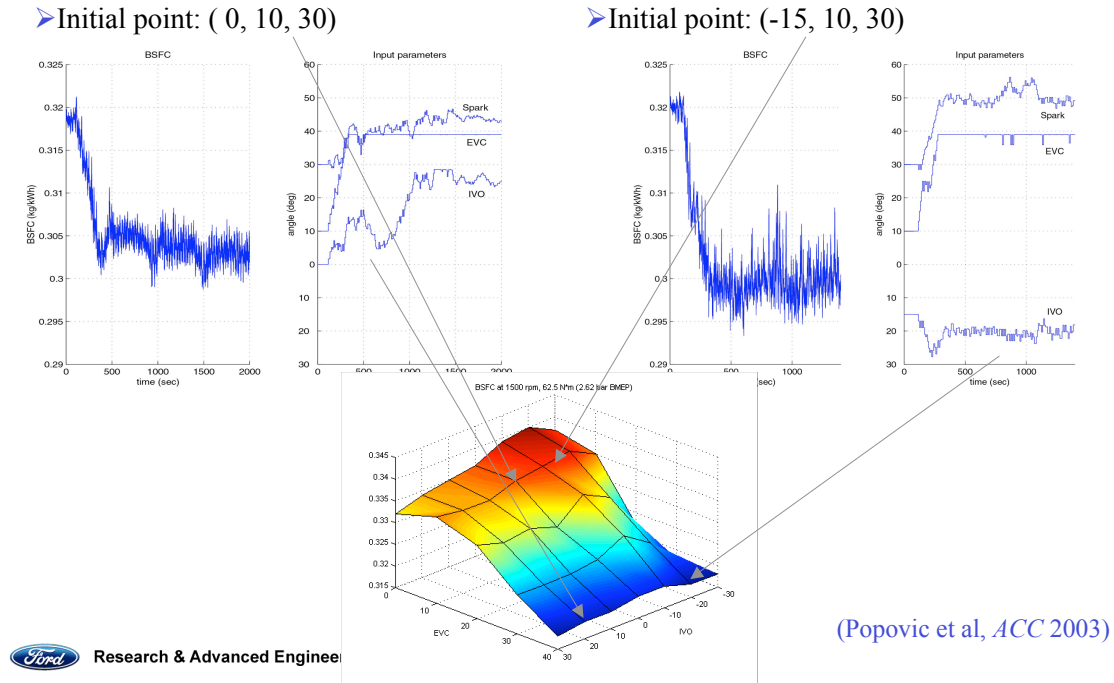 ➢Initial point: ( 0, 10, 30)
➢Initial point: (-15, 10, 30)
BSFC
0.325
0.32
0.315
0.31
0.305
0.3
0.295
0.29
BSFC (kg/kWh)
0 500 1000 1500 2000
time (sec)
Input parameters
60
50
40
30
20
10
0
10
20
30
angle (deg)
Spark
EVC
IVO
0 500 1000 1500 2000
BSFC
0.325
0.32
0.315
0.31
0.305
0.3
0.295
0.29
BSFC (kg/kWh)
1000
(sec)
Input parameters
60
50
40
30
20
10
0
10
20
30
angle (deg)
Spark
EVC
IVO
0 500 1000
time (sec)
BSFC at 1500 rpm, 62.5 N*m (2.62 bar BMEP)
0.345
0.34
0.335
0.33
0.325
0.32
0.315
0
10
20
30
40
EVC
30
20
10
0
-10
-20
-30
IVO
(Popovic et al, ACC 2003)
Ford
Research & Advanced Engineer